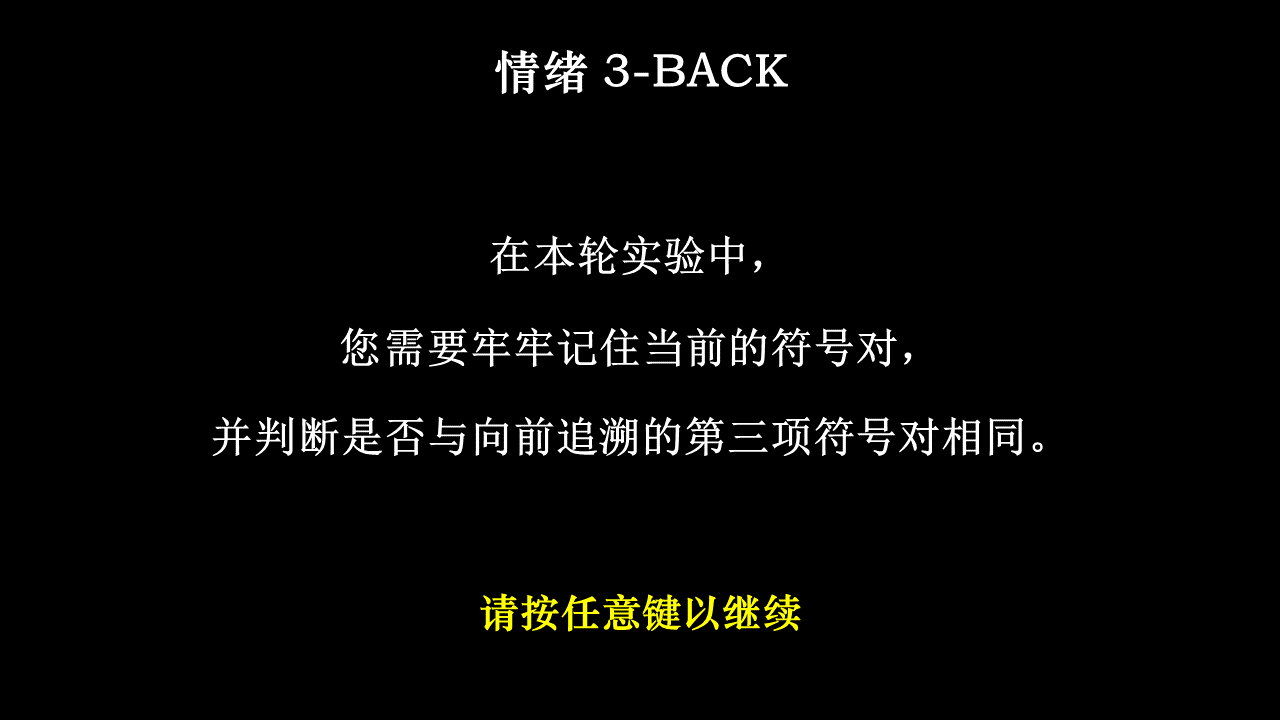 情绪 3-BACK
在本轮实验中，
您需要牢牢记住当前的符号对，
并判断是否与向前追溯的第三项符号对相同。
请按任意键以继续